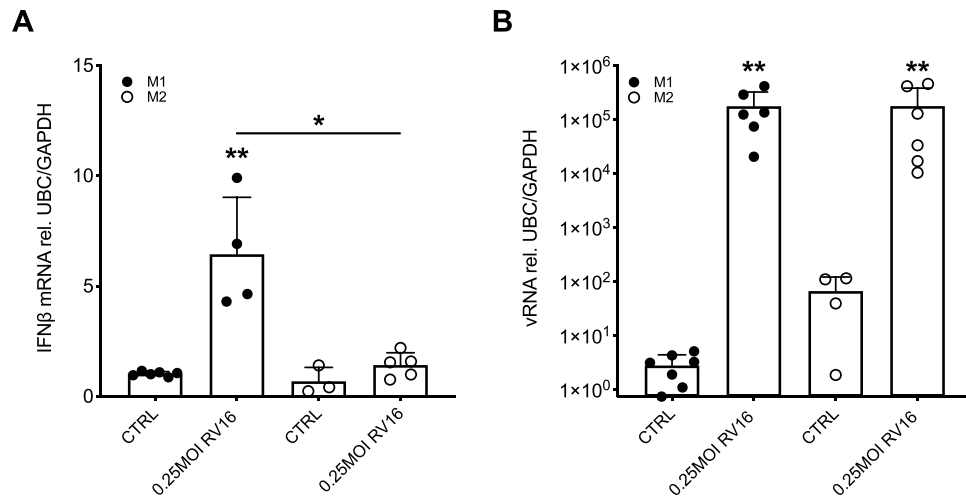 A
IFNβ mRNA rel. UBC/GAPDH
15
10
5
0
M1
M2
*
**
CTRL
0.25MOI RV16
CTRL
0.25MOI RV16
B
vRNA rel. UBC/GAPDH
1×10⁶
1×10⁵
1×10⁴
1×10³
1×10²
1×10¹
1×10⁰
M1
M2
**
**
CTRL
0.25MOI RV16
CTRL
0.25MOI RV16